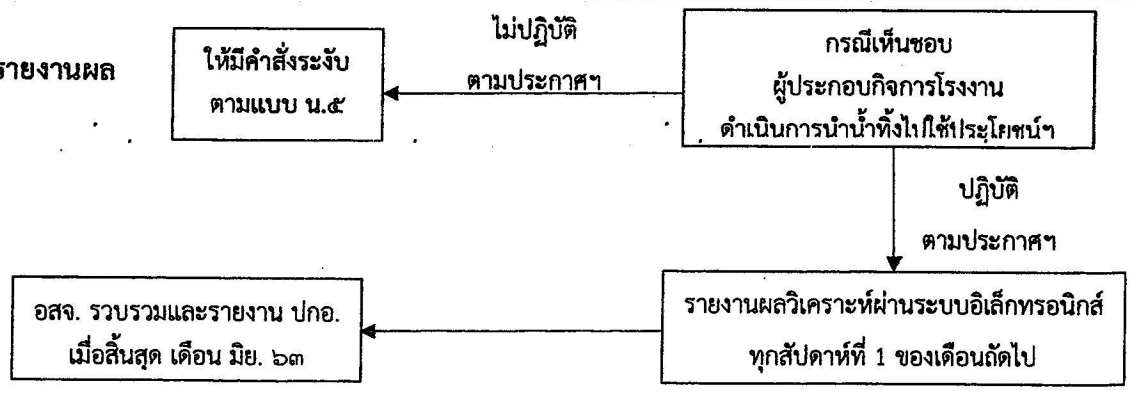 รายงานผล
ให้มีคำสั่งระงับ
ตามแบบ น.๕
ไม่ปฏิบัติ
ตามประกาศฯ
กรณีเห็นชอบ
ผู้ประกอบกิจการโรงงาน
ดำเนินการนำน้ำทิ้งไปใช้ประโยชน์ฯ
ปฏิบัติ
ตามประกาศฯ
อสจ. รวบรวมและรายงาน ปกอ.
เมื่อสิ้นสุด เดือน มิย. ๖๓
รายงานผลวิเคราะห์ผ่านระบบอิเล็กทรอนิกส์
ทุกสัปดาห์ที่ 1 ของเดือนถัดไป